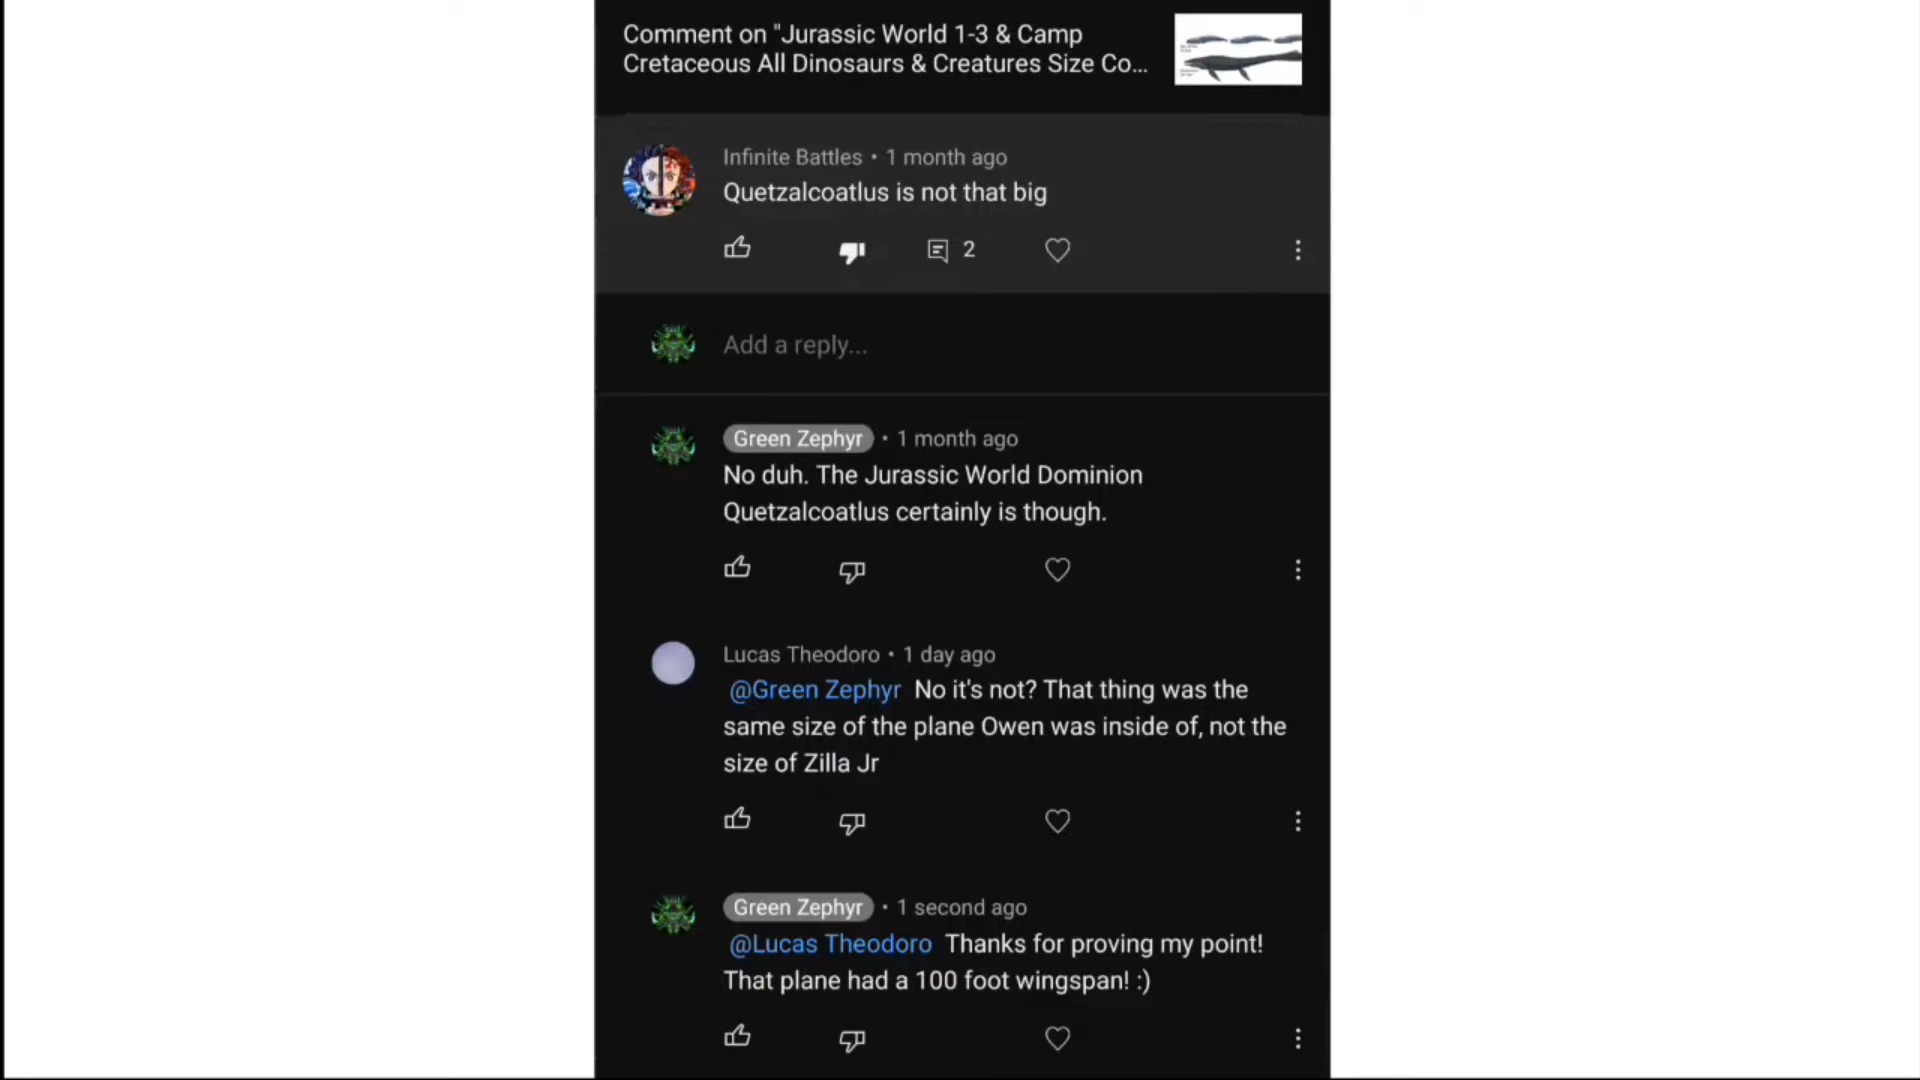 Comment on "Jurassic World 1-3 & Camp
Cretaceous All Dinosaurs & Creatures Size Co...
Infinite Battles • 1 month ago
Quetzalcoatlus is not that big
2
Add a reply...
Green Zephyr • 1 month ago
No duh. The Jurassic World Dominion
Quetzalcoatlus certainly is though.
Lucas Theodoro • 1 day ago
@Green Zephyr No it's not? That thing was the
same size of the plane Owen was inside of, not the
size of Zilla Jr
Green Zephyr • 1 second ago
@Lucas Theodoro Thanks for proving my point!
That plane had a 100 foot wingspan! :)